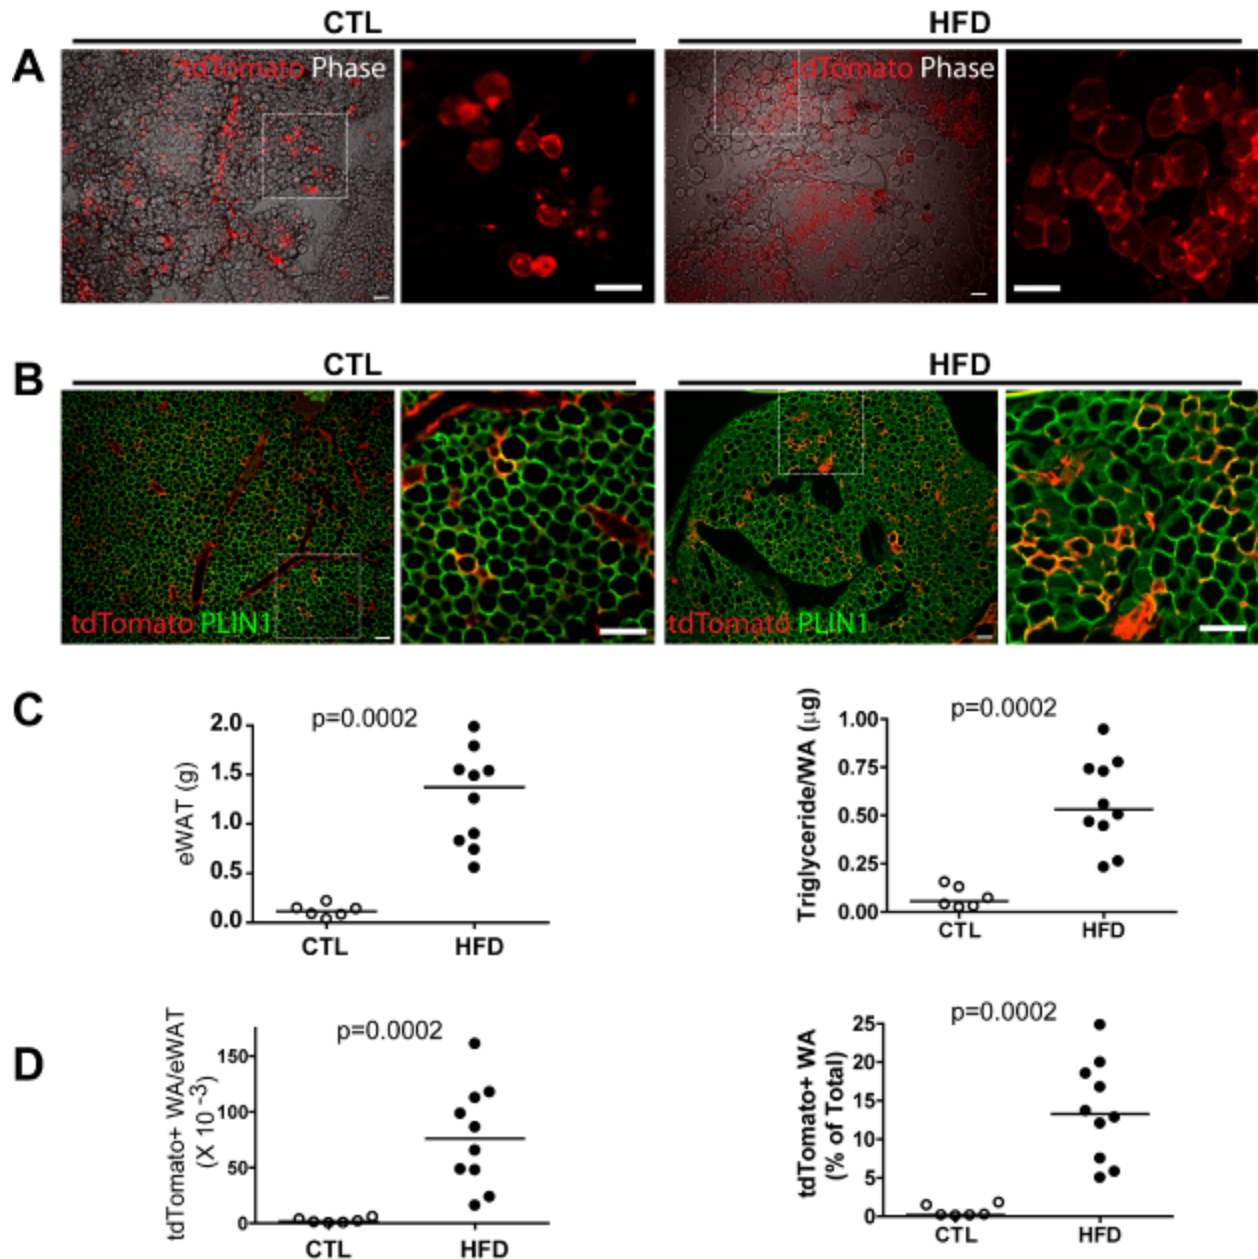 CTL
HFD
A
tdTomato Phase
tdTomato Phase
B
CTL
HFD
tdTomato PLIN1
tdTomato PLIN1
C
p=0.0002
eWAT (g)
2.0
1.5
1.0
0.5
0.0
CTL
HFD
p=0.0002
Triglyceride/WA (μg)
1.00
0.75
0.50
0.25
0.00
CTL
HFD
D
p=0.0002
tdTomato+ WA/eWAT
(X 10 -3)
150
100
50
0
CTL
HFD
p=0.0002
tdTomato+ WA
(% of Total)
25
20
15
10
5
0
CTL
HFD